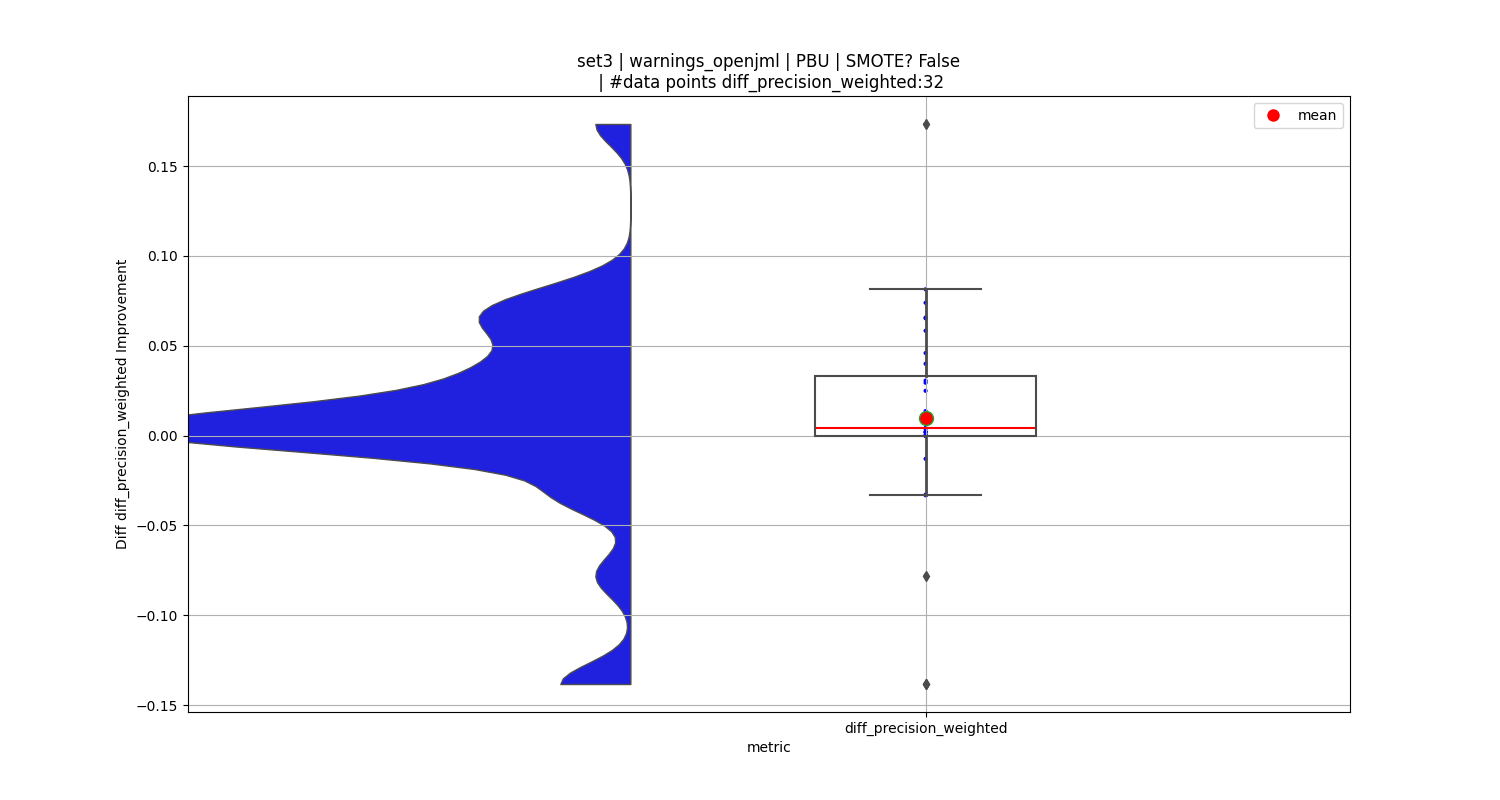 set3 | warnings_openjml | PBU | SMOTE? False
| #data points diff_precision_weighted:32
mean
0.15
0.10
0.05
0.00
−0.05
−0.10
−0.15
Diff diff_precision_weighted Improvement
diff_precision_weighted
metric